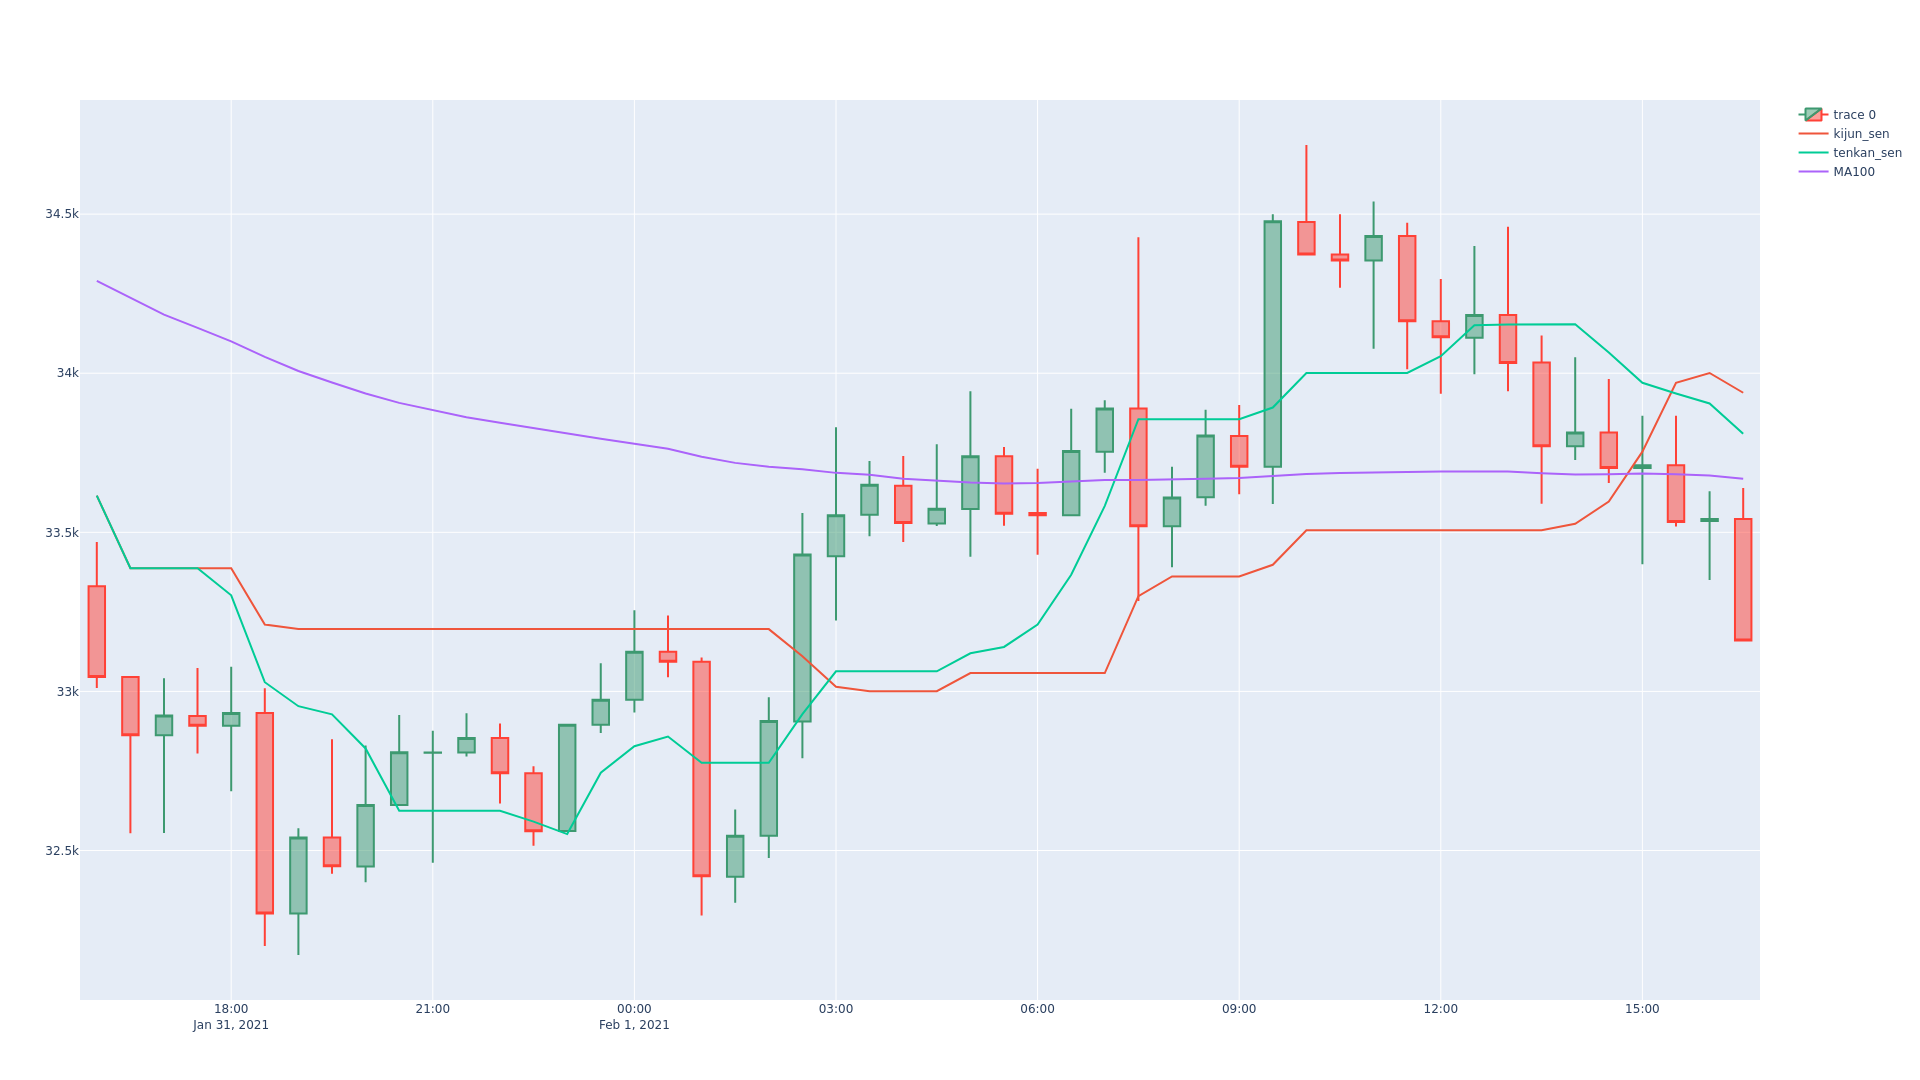 trace 0
kijun_sen
tenkan_sen
MA100
34.5k
34k
33.5k
33k
32.5k
18:00
Jan 31, 2021
21:00
00:00
Feb 1, 2021
03:00
06:00
09:00
12:00
15:00